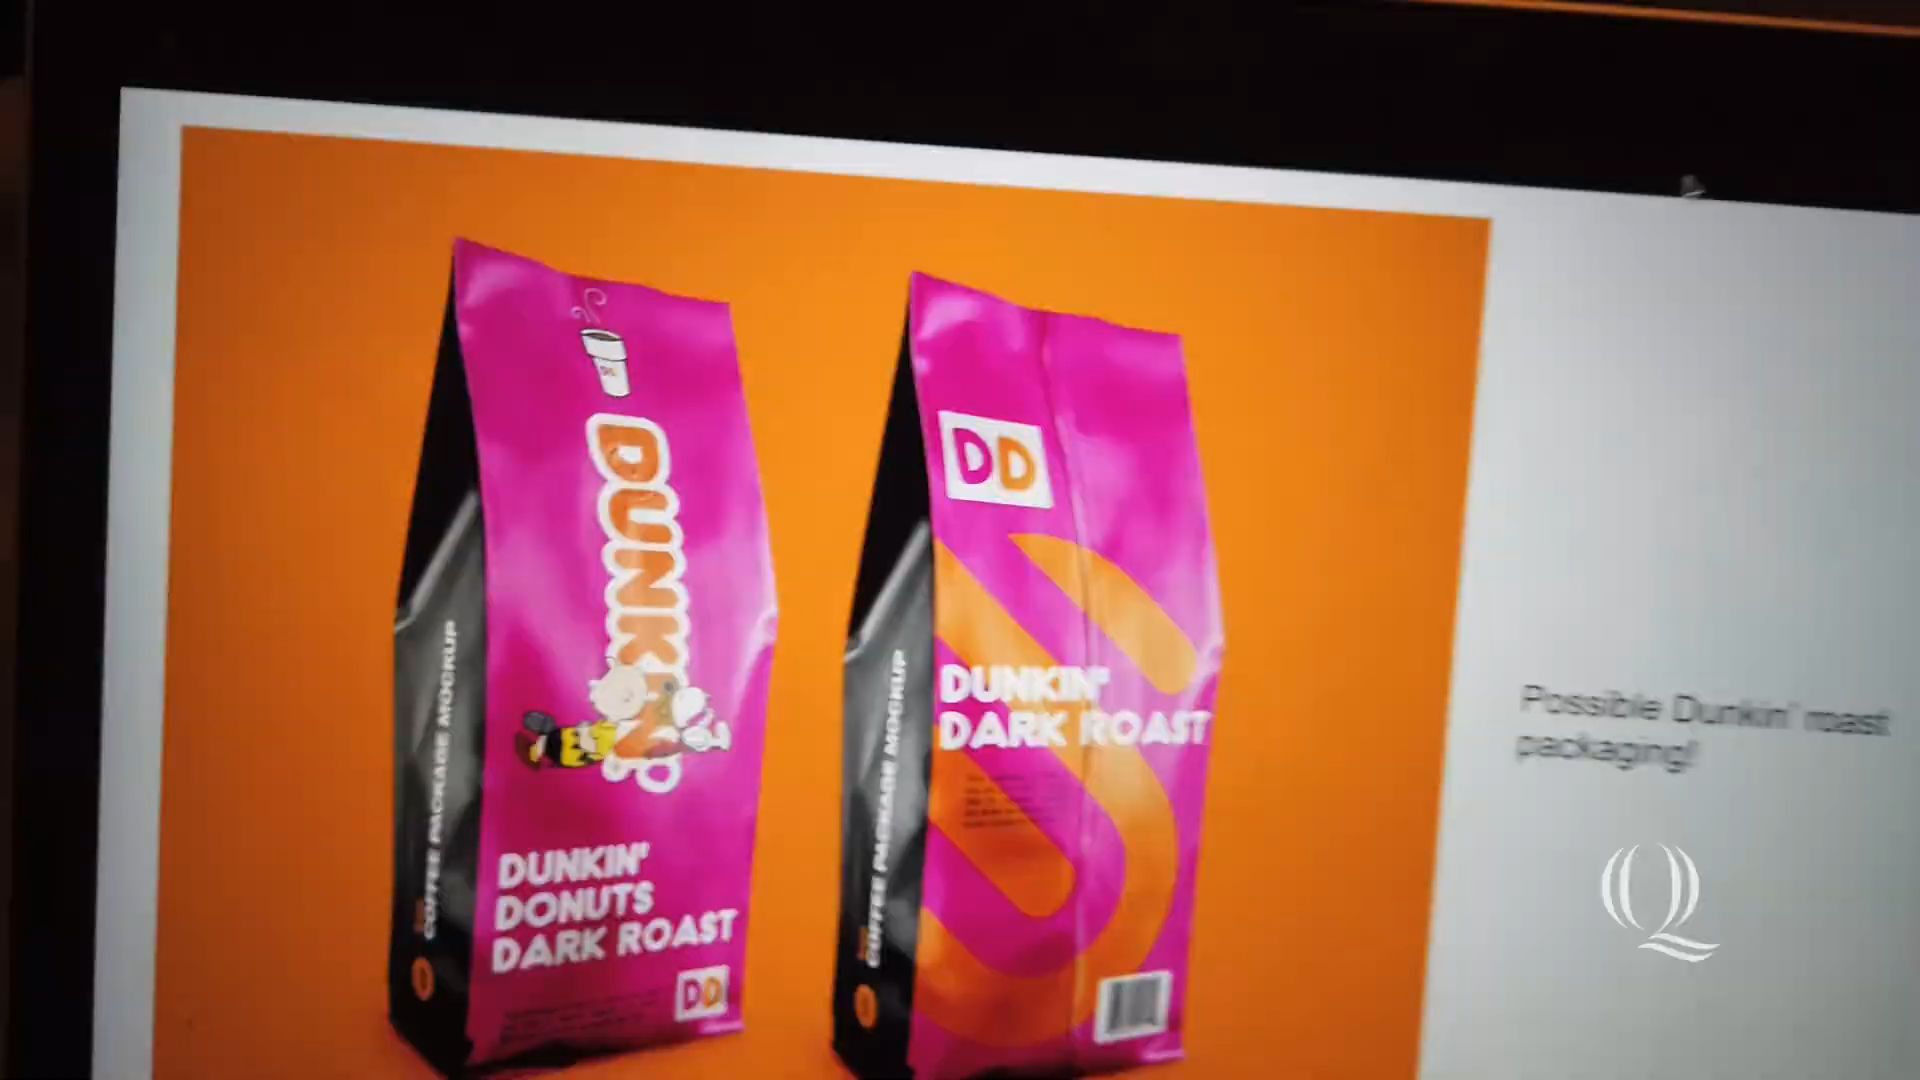 DD
DUNKIN'
DUNKIN'
DONUTS
DARK ROAST
DD
COFFEE PACKAGE MOCKUP
DD
DUNKIN'
DARK ROAST
COFFEE PACKAGE MOCKUP
Possible Dunkin' roast
packaging!
Q